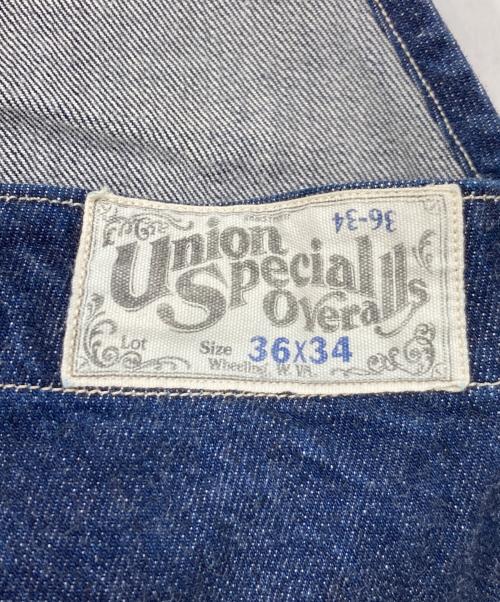 36-34
Union
Special
Overalls
Lot Size 36X34
Wheeling, W. VA.